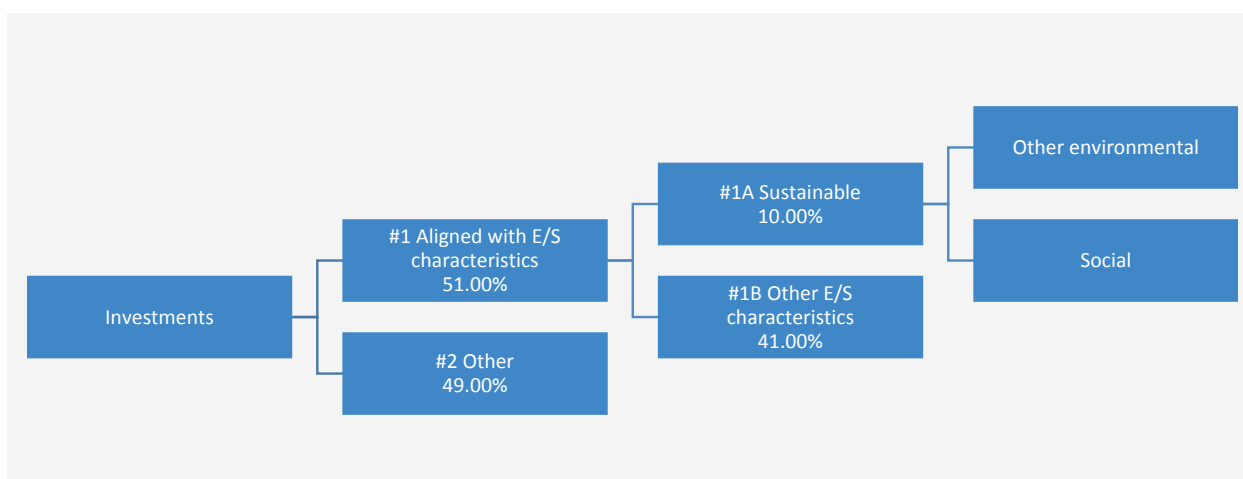 Investments
#1 Aligned with E/S
characteristics
51.00%
#2 Other
49.00%
#1A Sustainable
10.00%
#1B Other E/S
characteristics
41.00%
Other environmental
Social